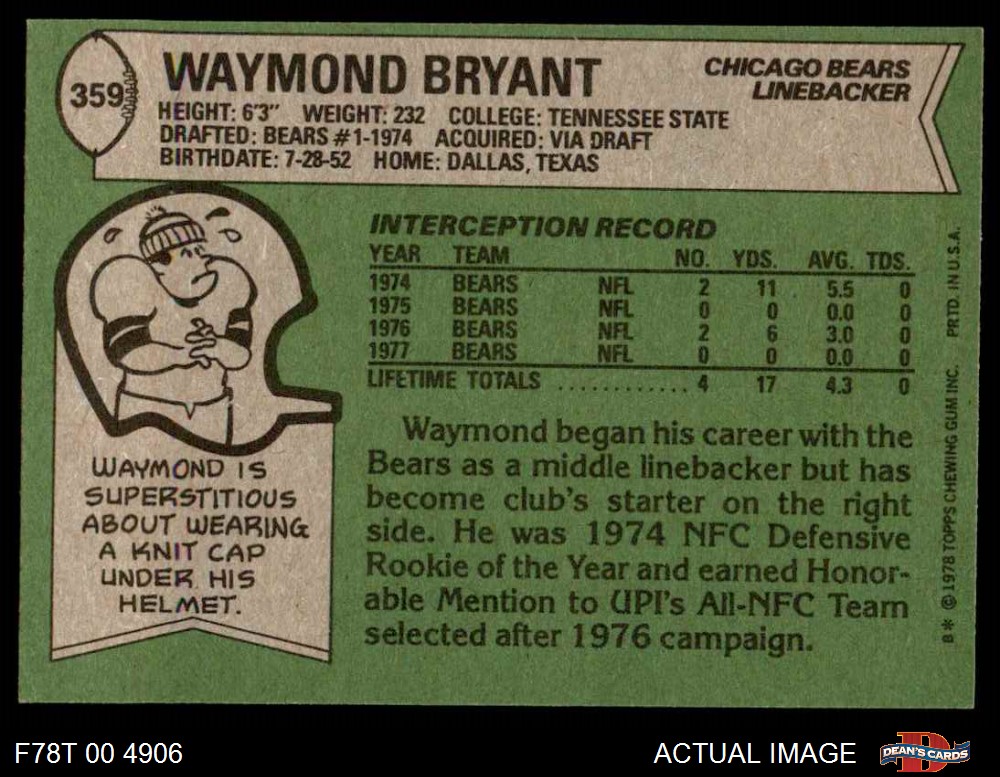 359
WAYMOND BRYANT
CHICAGO BEARS
LINEBACKER
HEIGHT: 6'3" WEIGHT: 232 COLLEGE: TENNESSEE STATE
DRAFTED: BEARS #1-1974 ACQUIRED: VIA DRAFT
BIRTHDATE: 7-28-52 HOME: DALLAS, TEXAS
INTERCEPTION RECORD
YEAR TEAM NO. YDS. AVG. TDS.
1974 BEARS NFL 2 11 5.5 0
1975 BEARS NFL 0 0 0.0 0
1976 BEARS NFL 2 6 3.0 0
1977 BEARS NFL 0 0 0.0 0
LIFETIME TOTALS ............ 4 17 4.3 0
Waymond began his career with the
Bears as a middle linebacker but has
become club's starter on the right
side. He was 1974 NFC Defensive
Rookie of the Year and earned Honor-
able Mention to UPI's All-NFC Team
selected after 1976 campaign.
WAYMOND IS
SUPERSTITIOUS
ABOUT WEARING
A KNIT CAP
UNDER HIS
HELMET.
B* © 1978 TOPPS CHEWING GUM INC. PRTD. IN U.S.A.
F78T 00 4906
ACTUAL IMAGE
D
DEAN'S CARDS